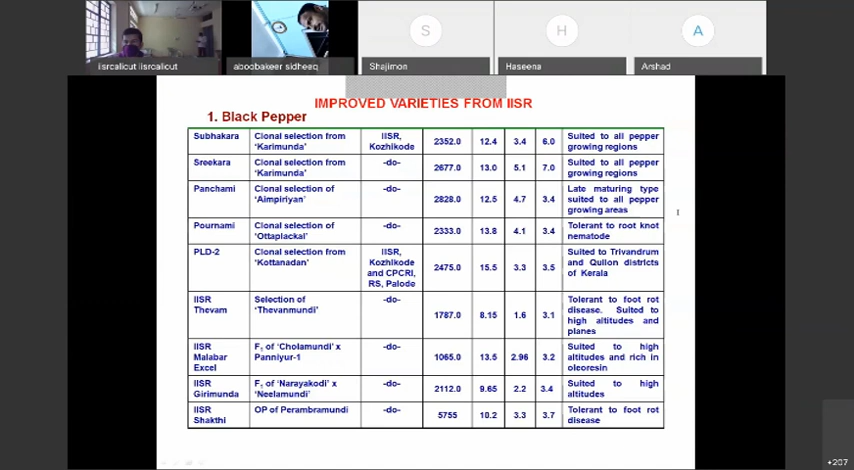 iisrcalicut iisrcalicut
aboobakeer sidheeq
Shajimon
Haseena
Arshad
S
H
A
IMPROVED VARIETIES FROM IISR
1. Black Pepper
Subhakara Clonal selection from 'Karimunda' IISR, Kozhikode 2352.0 12.4 3.4 6.0 Suited to all pepper growing regions
Sreekara Clonal selection from 'Karimunda' -do- 2677.0 13.0 5.1 7.0 Suited to all pepper growing regions
Panchami Clonal selection of 'Aimpiriyan' -do- 2828.0 12.5 4.7 3.4 Late maturing type suited to all pepper growing areas
Pournami Clonal selection of 'Ottaplackal' -do- 2333.0 13.8 4.1 3.4 Tolerant to root knot nematode
PLD-2 Clonal selection from 'Kottanadan' IISR, Kozhikode and CPCRI, RS, Palode 2475.0 15.5 3.3 3.5 Suited to Trivandrum and Quilon districts of Kerala
IISR Thevam Selection of 'Thevanmundi' -do- 1787.0 8.15 1.6 3.1 Tolerant to foot rot disease. Suited to high altitudes and planes
IISR Malabar Excel F₁ of 'Cholamundi' x Panniyur-1 -do- 1065.0 13.5 2.96 3.2 Suited to high altitudes and rich in oleoresin
IISR Girimunda F₁ of 'Narayakodi' x 'Neelamundi' -do- 2112.0 9.65 2.2 3.4 Suited to high altitudes
IISR Shakthi OP of Perambramundi -do- 5755 10.2 3.3 3.7 Tolerant to foot rot disease
+207